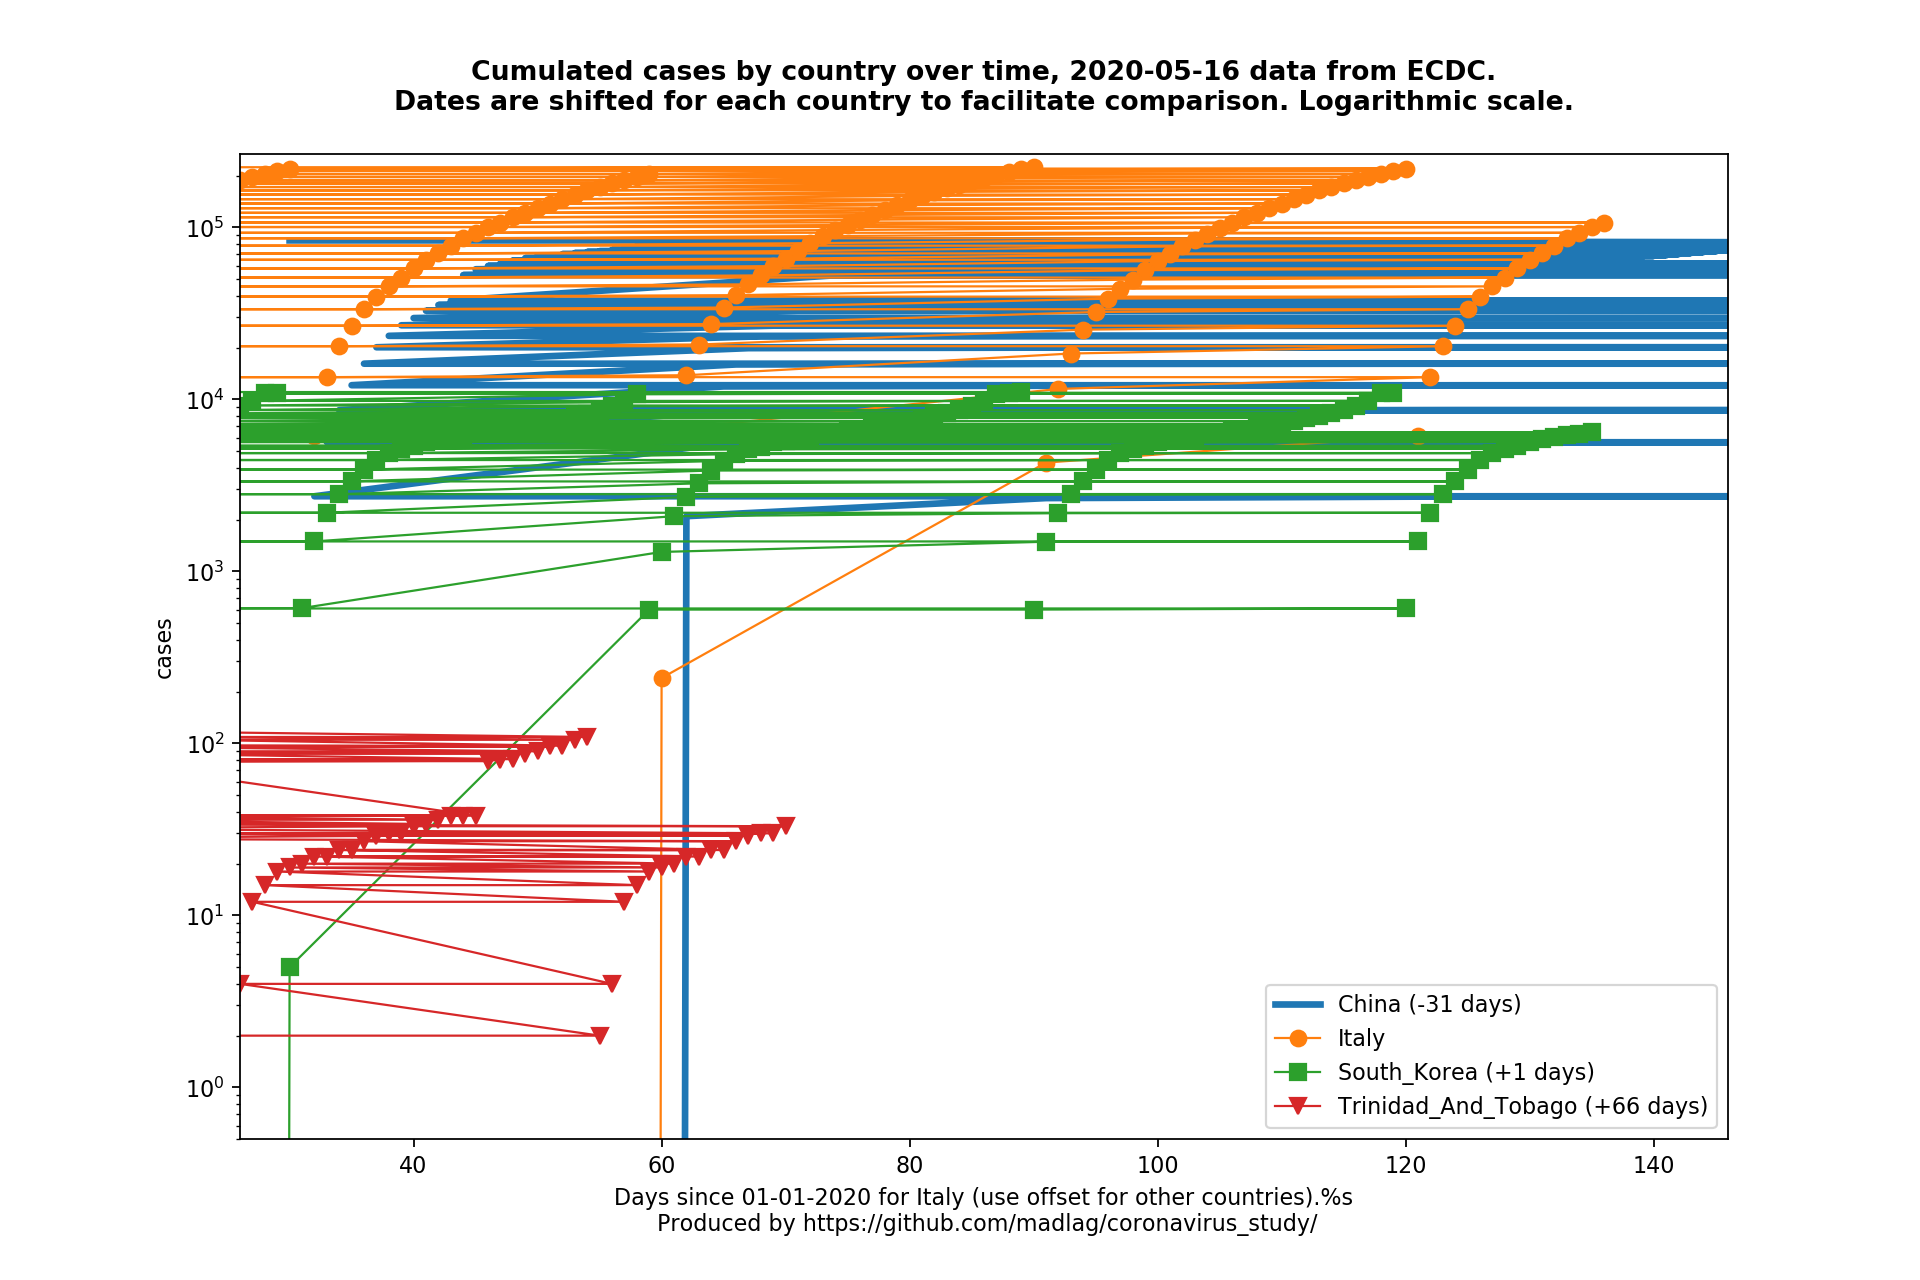 Cumulated cases by country over time, 2020-05-16 data from ECDC.
Dates are shifted for each country to facilitate comparison. Logarithmic scale.
10^5
10^4
10^3
10^2
10^1
10^0
cases
China (-31 days)
Italy
South_Korea (+1 days)
Trinidad_And_Tobago (+66 days)
40 60 80 100 120 140
Days since 01-01-2020 for Italy (use offset for other countries).%s
Produced by https://github.com/madlag/coronavirus_study/